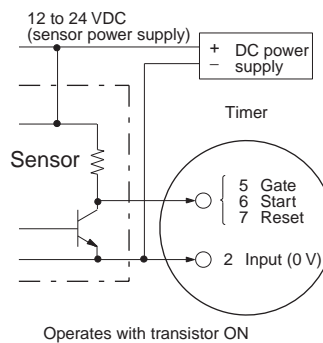 12 to 24 VDC
(sensor power supply)
+ DC power
− supply
Timer
Sensor
5 Gate
6 Start
7 Reset
2 Input (0 V)
Operates with transistor ON